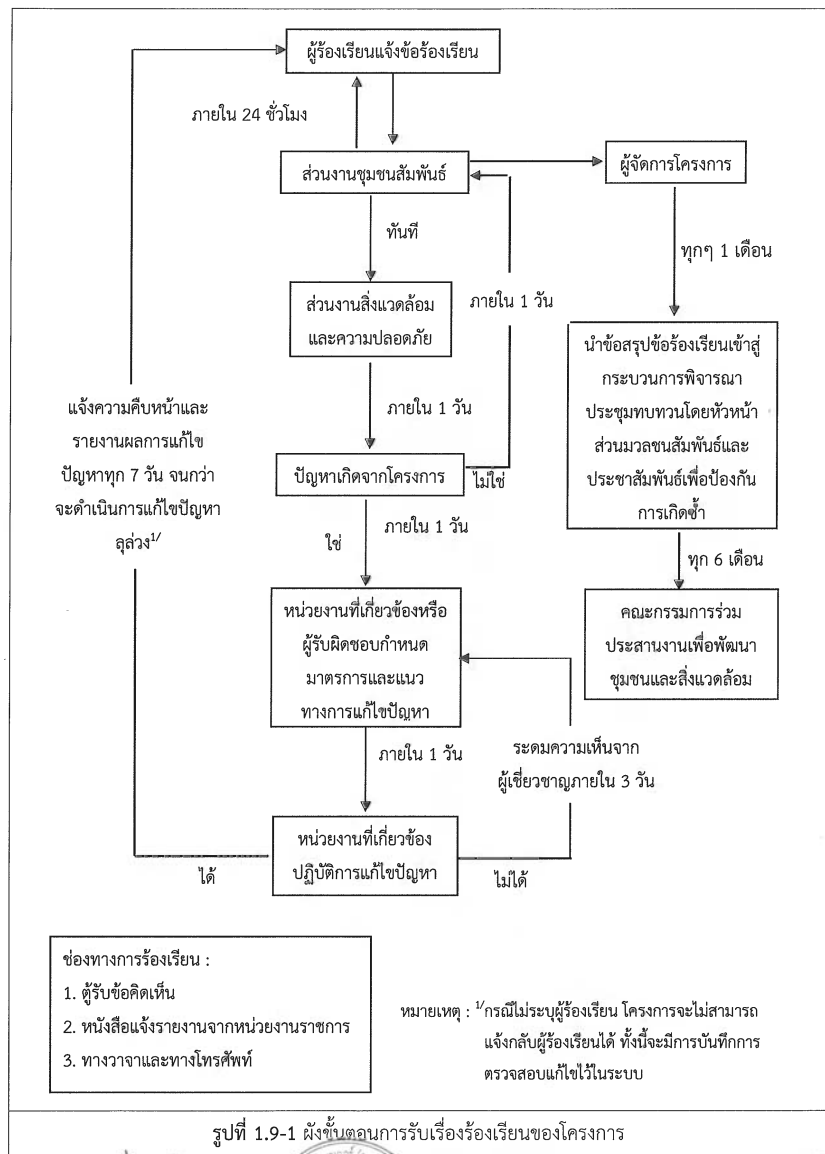 ผู้ร้องเรียนแจ้งข้อร้องเรียน
ภายใน 24 ชั่วโมง
ส่วนงานชุมชนสัมพันธ์
ผู้จัดการโครงการ
ทันที
ทุกๆ 1 เดือน
ส่วนงานสิ่งแวดล้อม
และความปลอดภัย
ภายใน 1 วัน
นำข้อสรุปข้อร้องเรียนเข้าสู่
กระบวนการพิจารณา
ประชุมทบทวนโดยหัวหน้า
ส่วนมวลชนสัมพันธ์และ
ประชาสัมพันธ์เพื่อป้องกัน
การเกิดซ้ำ
แจ้งความคืบหน้าและ
รายงานผลการแก้ไข
ปัญหาทุก 7 วัน จนกว่า
จะดำเนินการแก้ไขปัญหา
ลุล่วง1/
ภายใน 1 วัน
ปัญหาเกิดจากโครงการ
ไม่ใช่
ภายใน 1 วัน
ใช่
ทุก 6 เดือน
หน่วยงานที่เกี่ยวข้องหรือ
ผู้รับผิดชอบกำหนด
มาตรการและแนว
ทางการแก้ไขปัญหา
คณะกรรมการร่วม
ประสานงานเพื่อพัฒนา
ชุมชนและสิ่งแวดล้อม
ภายใน 1 วัน
ระดมความเห็นจาก
ผู้เชี่ยวชาญภายใน 3 วัน
หน่วยงานที่เกี่ยวข้อง
ปฏิบัติการแก้ไขปัญหา
ได้
ไม่ได้
ช่องทางการร้องเรียน :
1. ตู้รับข้อคิดเห็น
2. หนังสือแจ้งรายงานจากหน่วยงานราชการ
3. ทางวาจาและทางโทรศัพท์
หมายเหตุ : 1/กรณีไม่ระบุผู้ร้องเรียน โครงการจะไม่สามารถ
แจ้งกลับผู้ร้องเรียนได้ ทั้งนี้จะมีการบันทึกการ
ตรวจสอบแก้ไขไว้ในระบบ
รูปที่ 1.9-1 ผังขั้นตอนการรับเรื่องร้องเรียนของโครงการ